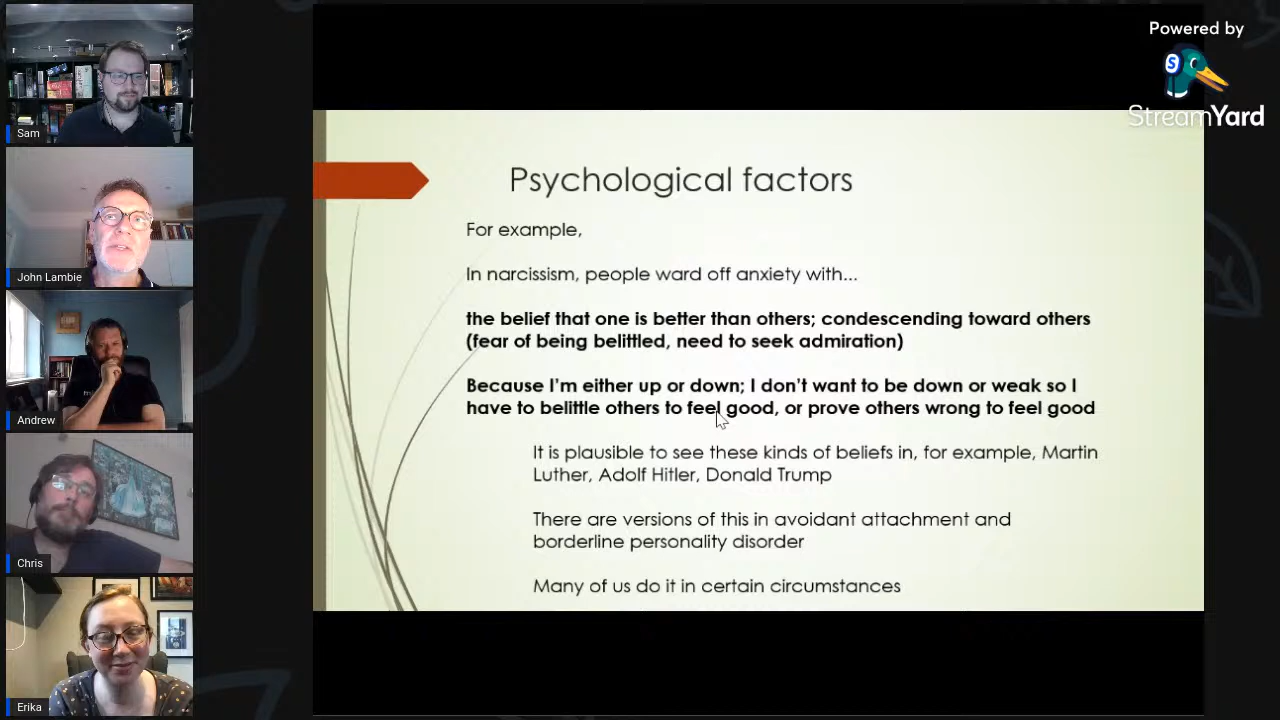 Powered by
StreamYard
Sam
John Lambie
Andrew
Chris
Erika
Psychological factors
For example,
In narcissism, people ward off anxiety with...
the belief that one is better than others; condescending toward others
(fear of being belittled, need to seek admiration)
Because I'm either up or down; I don't want to be down or weak so I
have to belittle others to feel good, or prove others wrong to feel good
It is plausible to see these kinds of beliefs in, for example, Martin
Luther, Adolf Hitler, Donald Trump
There are versions of this in avoidant attachment and
borderline personality disorder
Many of us do it in certain circumstances